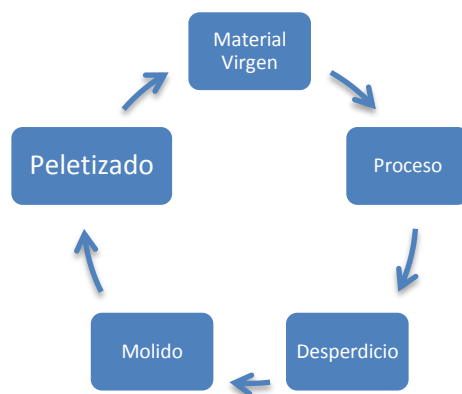 Material
Virgen
Proceso
Desperdicio
Molido
Peletizado